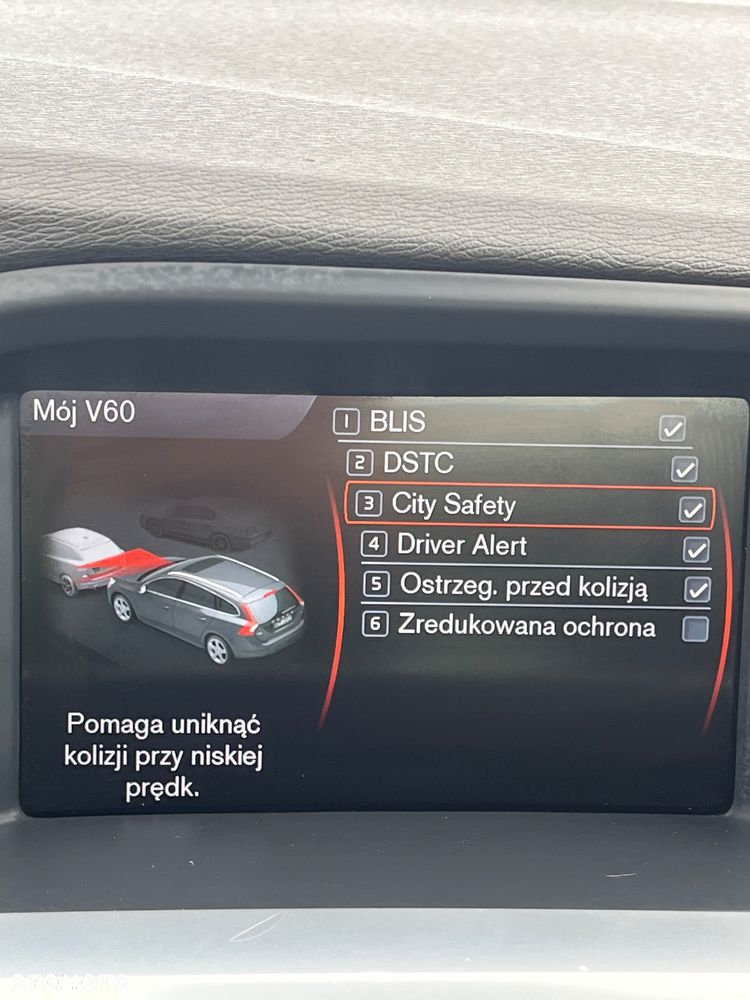 Mój V60
1 BLIS
2 DSTC
3 City Safety
4 Driver Alert
5 Ostrzeg. przed kolizją
6 Zredukowana ochrona
Pomaga uniknąć
kolizji przy niskiej
prędk.
OTOMOTO